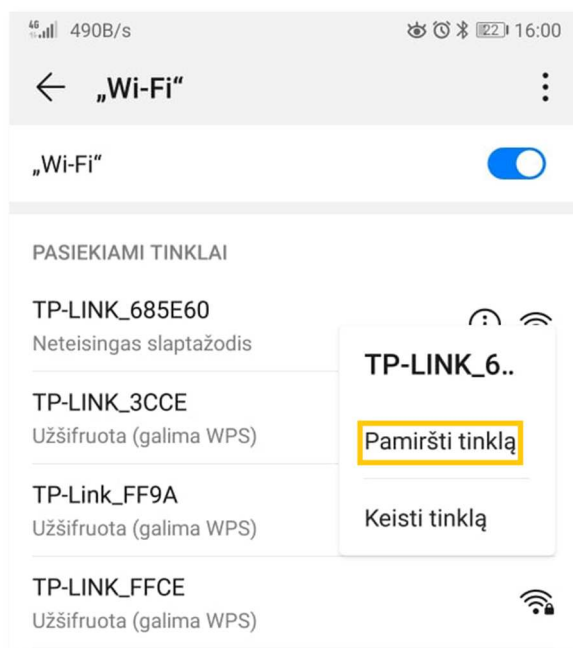 4G 490B/s 22 16:00
„Wi-Fi“
„Wi-Fi“
PASIEKIAMI TINKLAI
TP-LINK_685E60
Neteisingas slaptažodis
TP-LINK_6..
Pamiršti tinklą
Keisti tinklą
TP-LINK_3CCE
Užšifruota (galima WPS)
TP-Link_FF9A
Užšifruota (galima WPS)
TP-LINK_FFCE
Užšifruota (galima WPS)